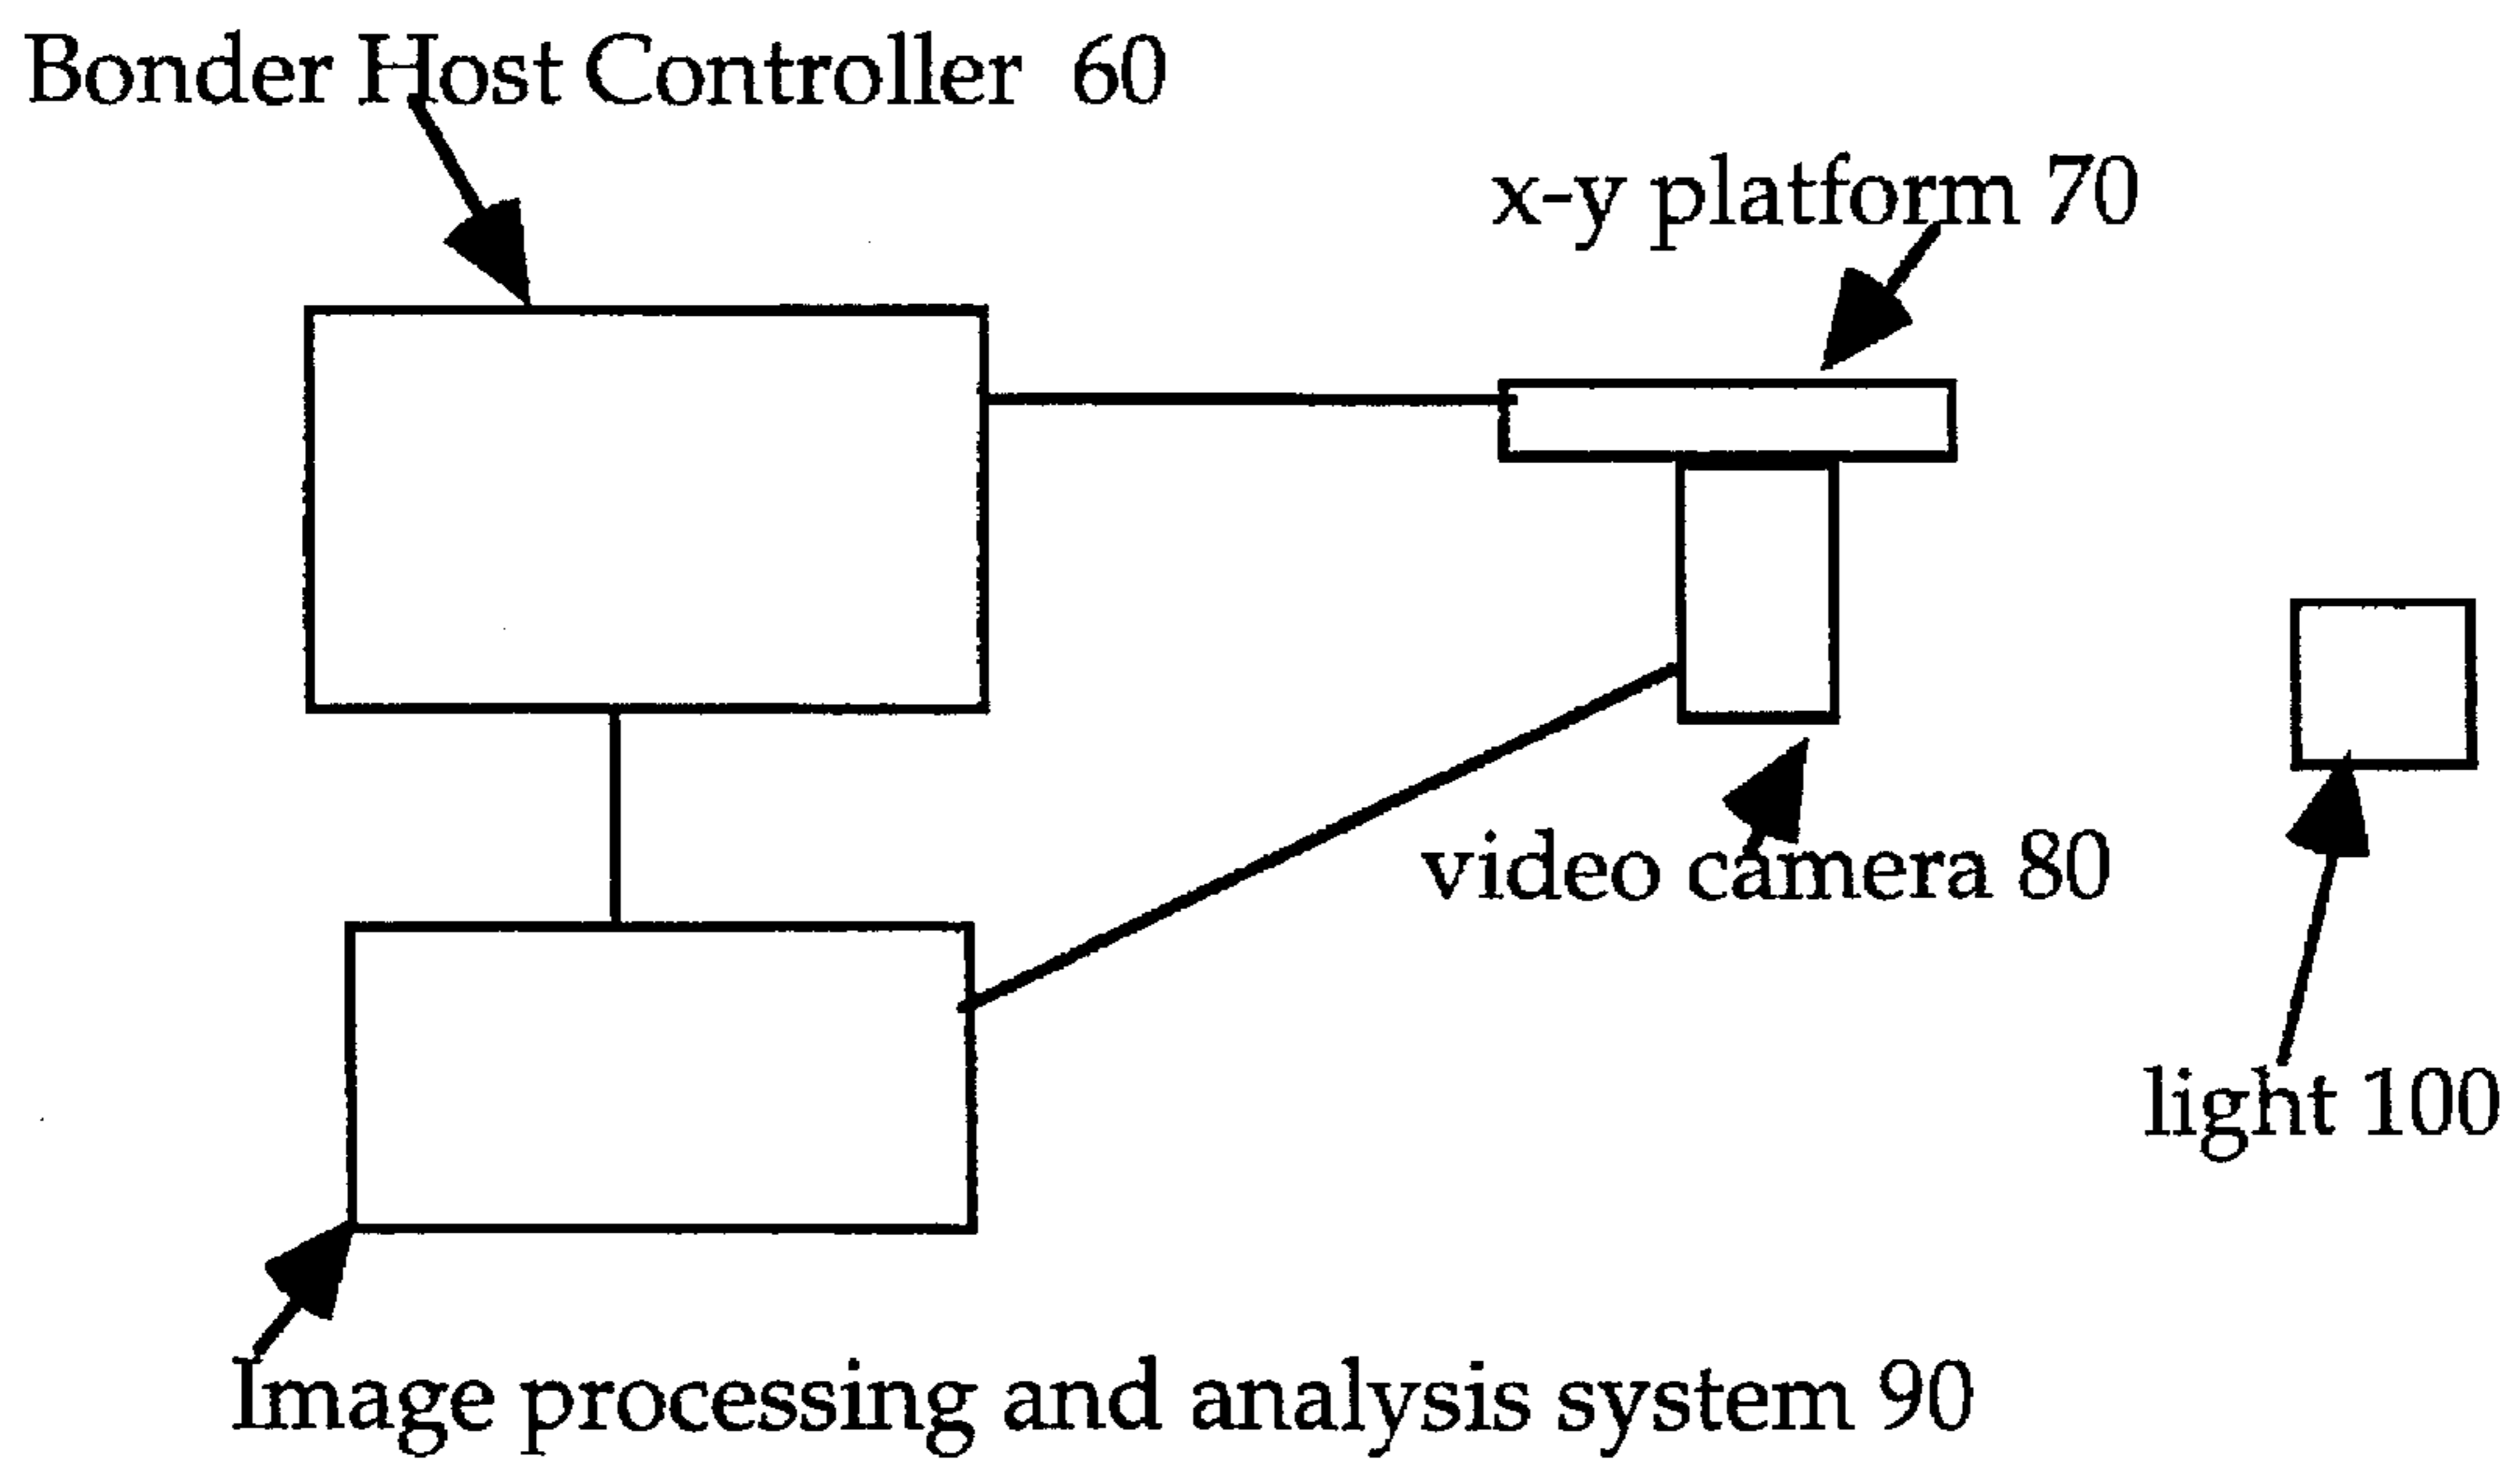 Bonder Host Controller 60
x-y platform 70
video camera 80
light 100
Image processing and analysis system 90